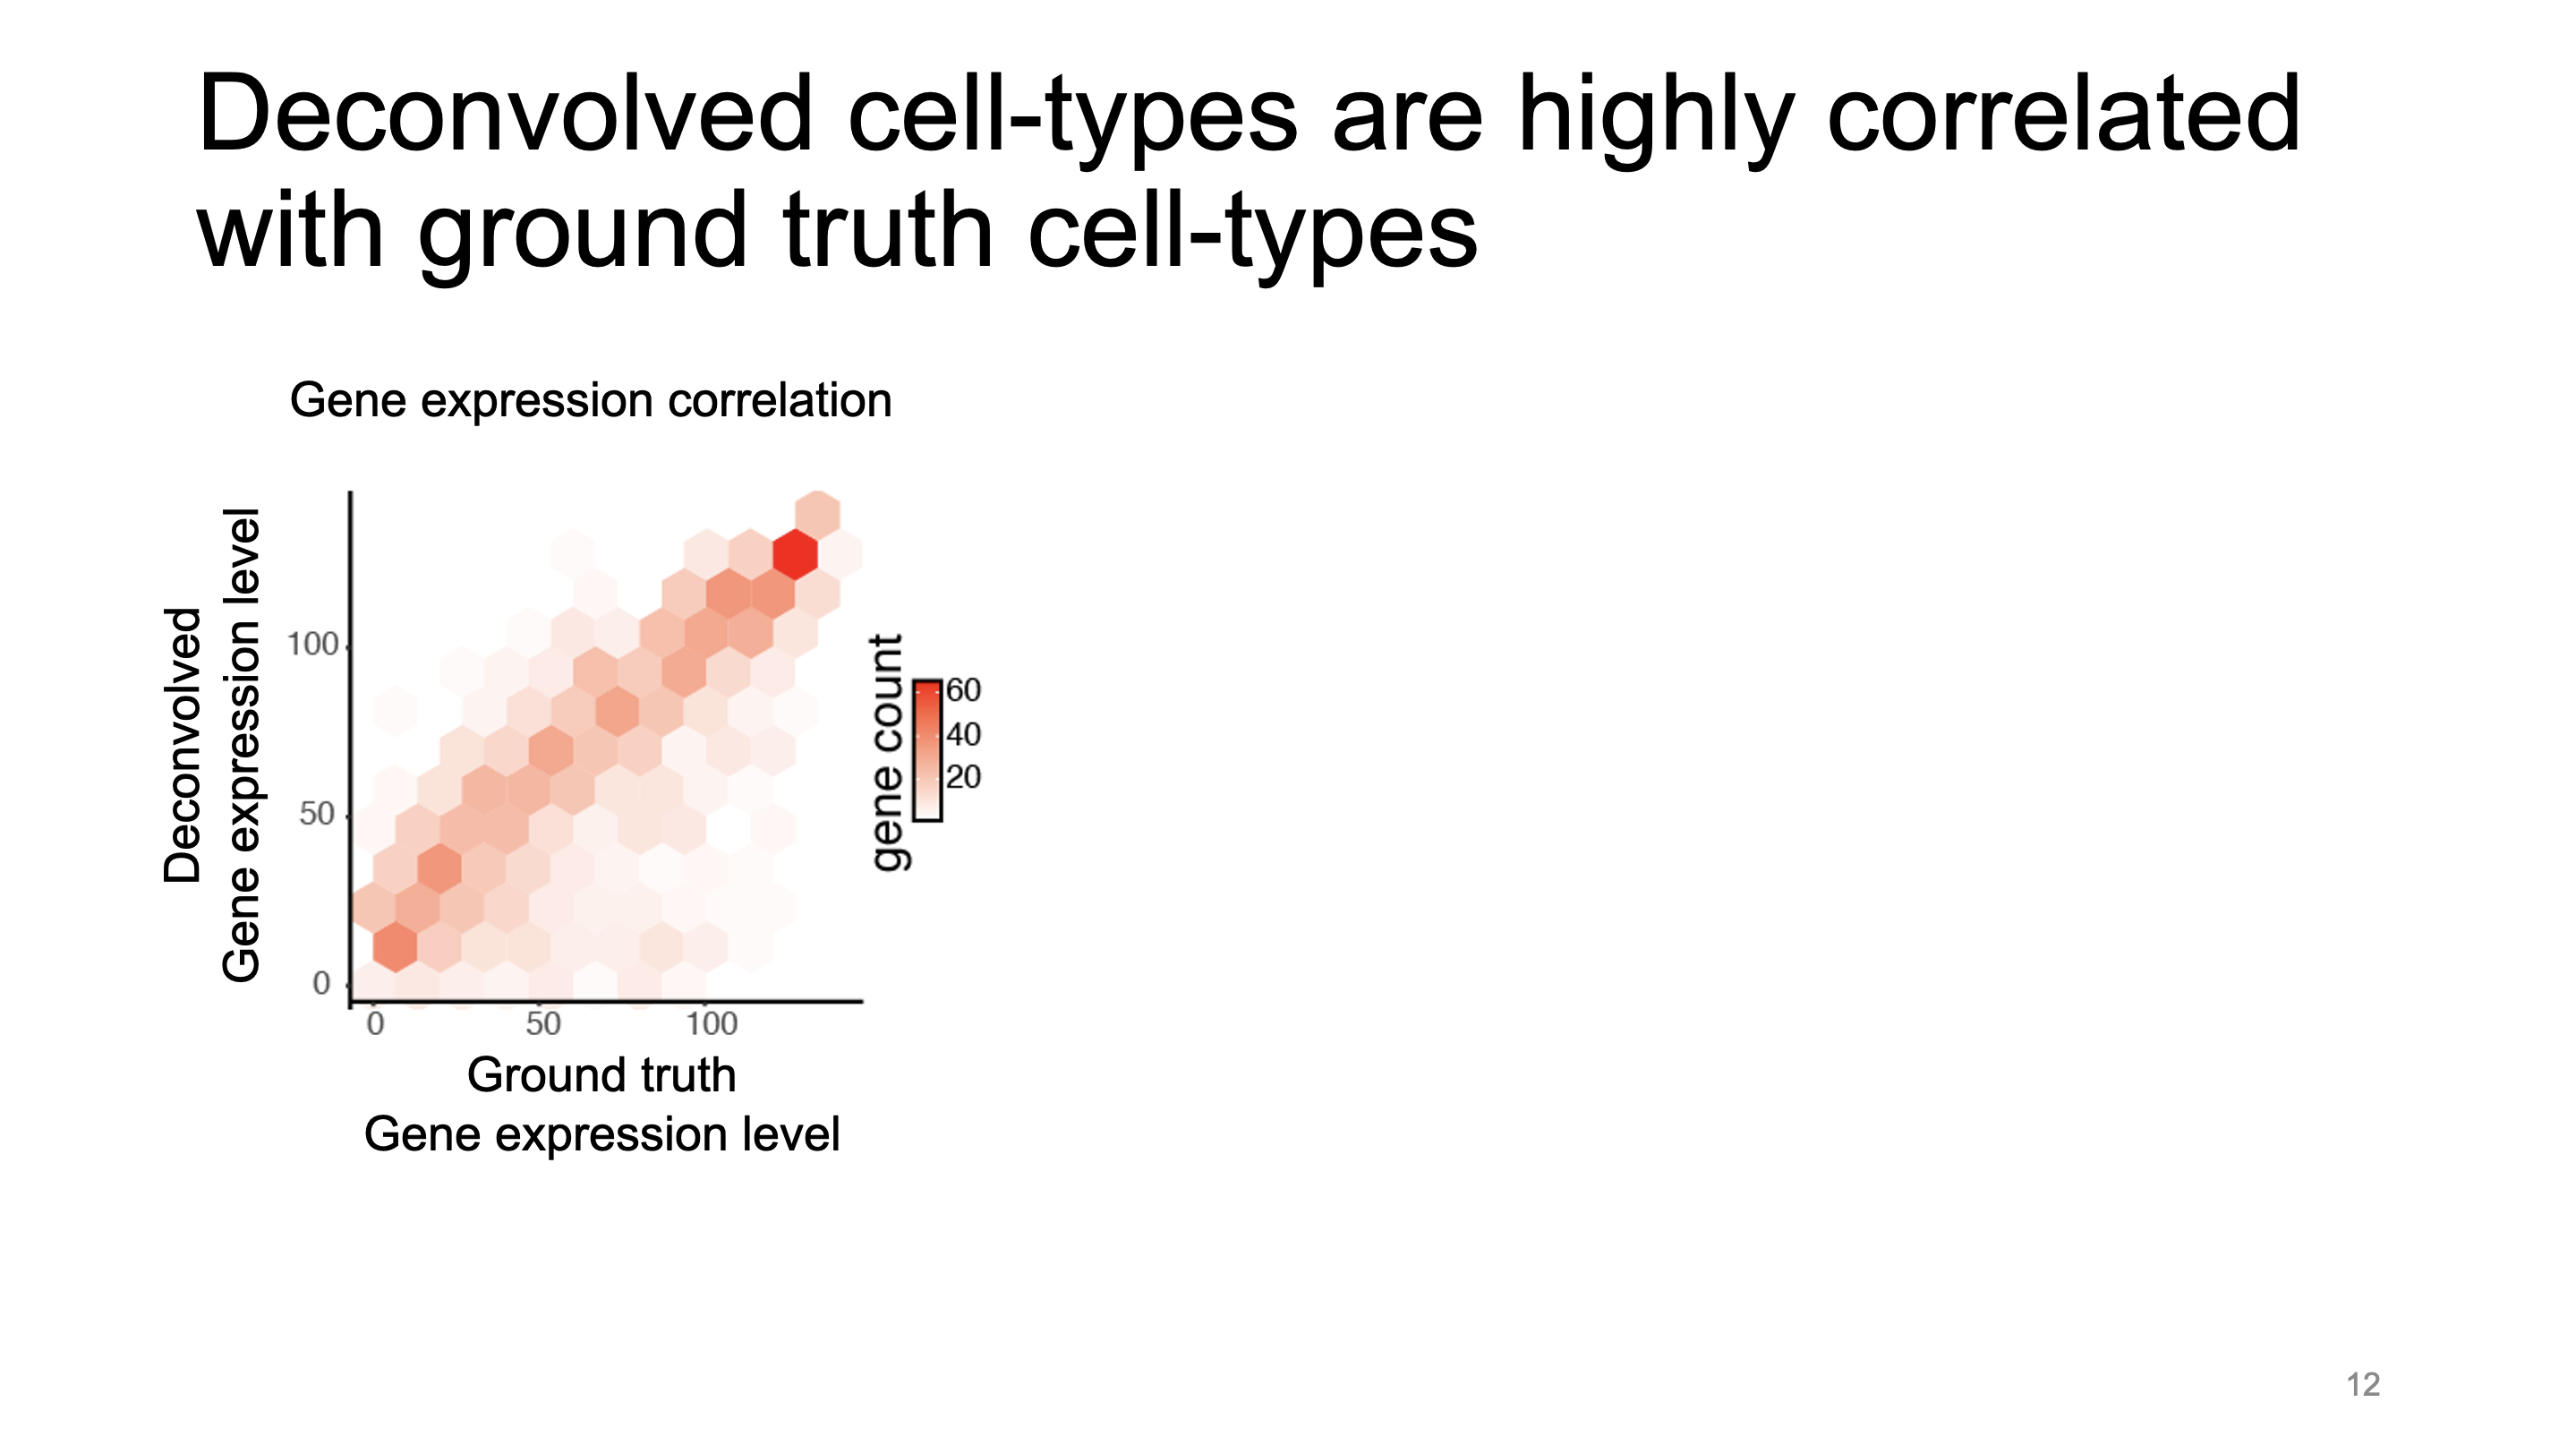 Deconvolved cell-types are highly correlated
with ground truth cell-types
Gene expression correlation
Deconvolved
Gene expression level
100
50
0
0 50 100
Ground truth
Gene expression level
gene count
60
40
20
12